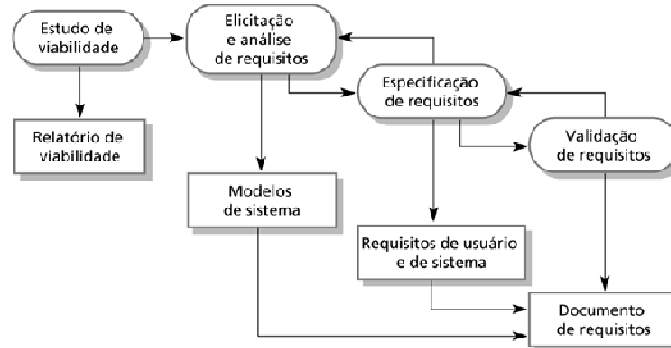 Estudo de
viabilidade
Elicitação
e análise
de requisitos
Especificação
de requisitos
Validação
de requisitos
Relatório de
viabilidade
Modelos
de sistema
Requisitos de usuário
e de sistema
Documento
de requisitos